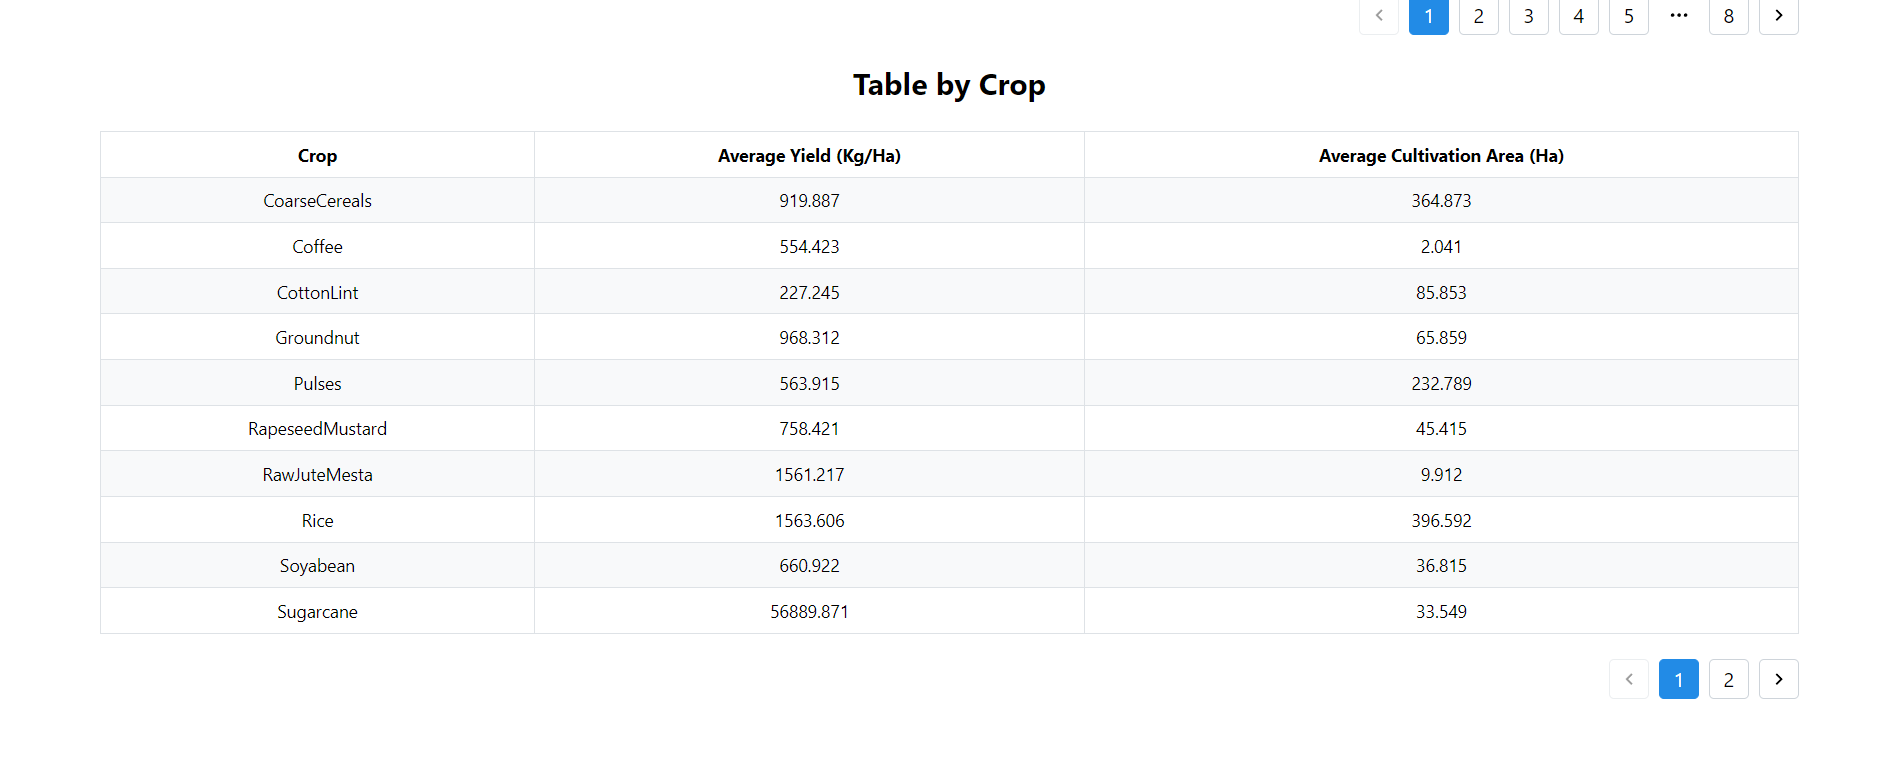 1 2 3 4 5 ••• 8
Table by Crop
Crop Average Yield (Kg/Ha) Average Cultivation Area (Ha)
CoarseCereals 919.887 364.873
Coffee 554.423 2.041
CottonLint 227.245 85.853
Groundnut 968.312 65.859
Pulses 563.915 232.789
RapeseedMustard 758.421 45.415
RawJuteMesta 1561.217 9.912
Rice 1563.606 396.592
Soyabean 660.922 36.815
Sugarcane 56889.871 33.549
1 2